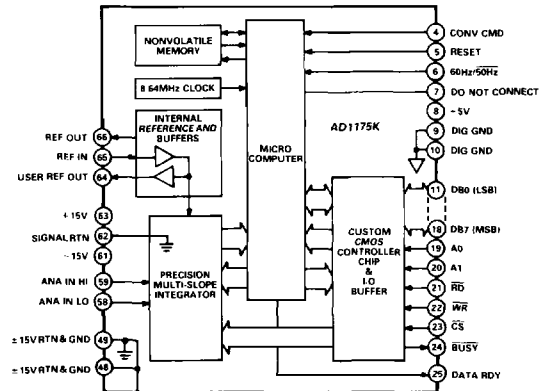 NONVOLATILE
MEMORY
8 64MHz CLOCK
INTERNAL
REFERENCE AND
BUFFERS
MICRO
COMPUTER
AD1175K
PRECISION
MULTI-SLOPE
INTEGRATOR
CUSTOM
CMOS
CONTROLLER
CHIP
&
I/O
BUFFER
REF OUT 66
REF IN 65
USER REF OUT 64
+15V 63
SIGNAL RTN 62
-15V 61
ANA IN HI 59
ANA IN LO 58
±15V RTN & GND 49
±15V RTN & GND 48
4 CONV CMD
5 RESET
6 60Hz/50Hz
7 DO NOT CONNECT
8 +5V
9 DIG GND
10 DIG GND
11 DB0 (LSB)
18 DB7 (MSB)
19 A0
20 A1
21 RD
22 WR
23 CS
24 BUSY
25 DATA RDY